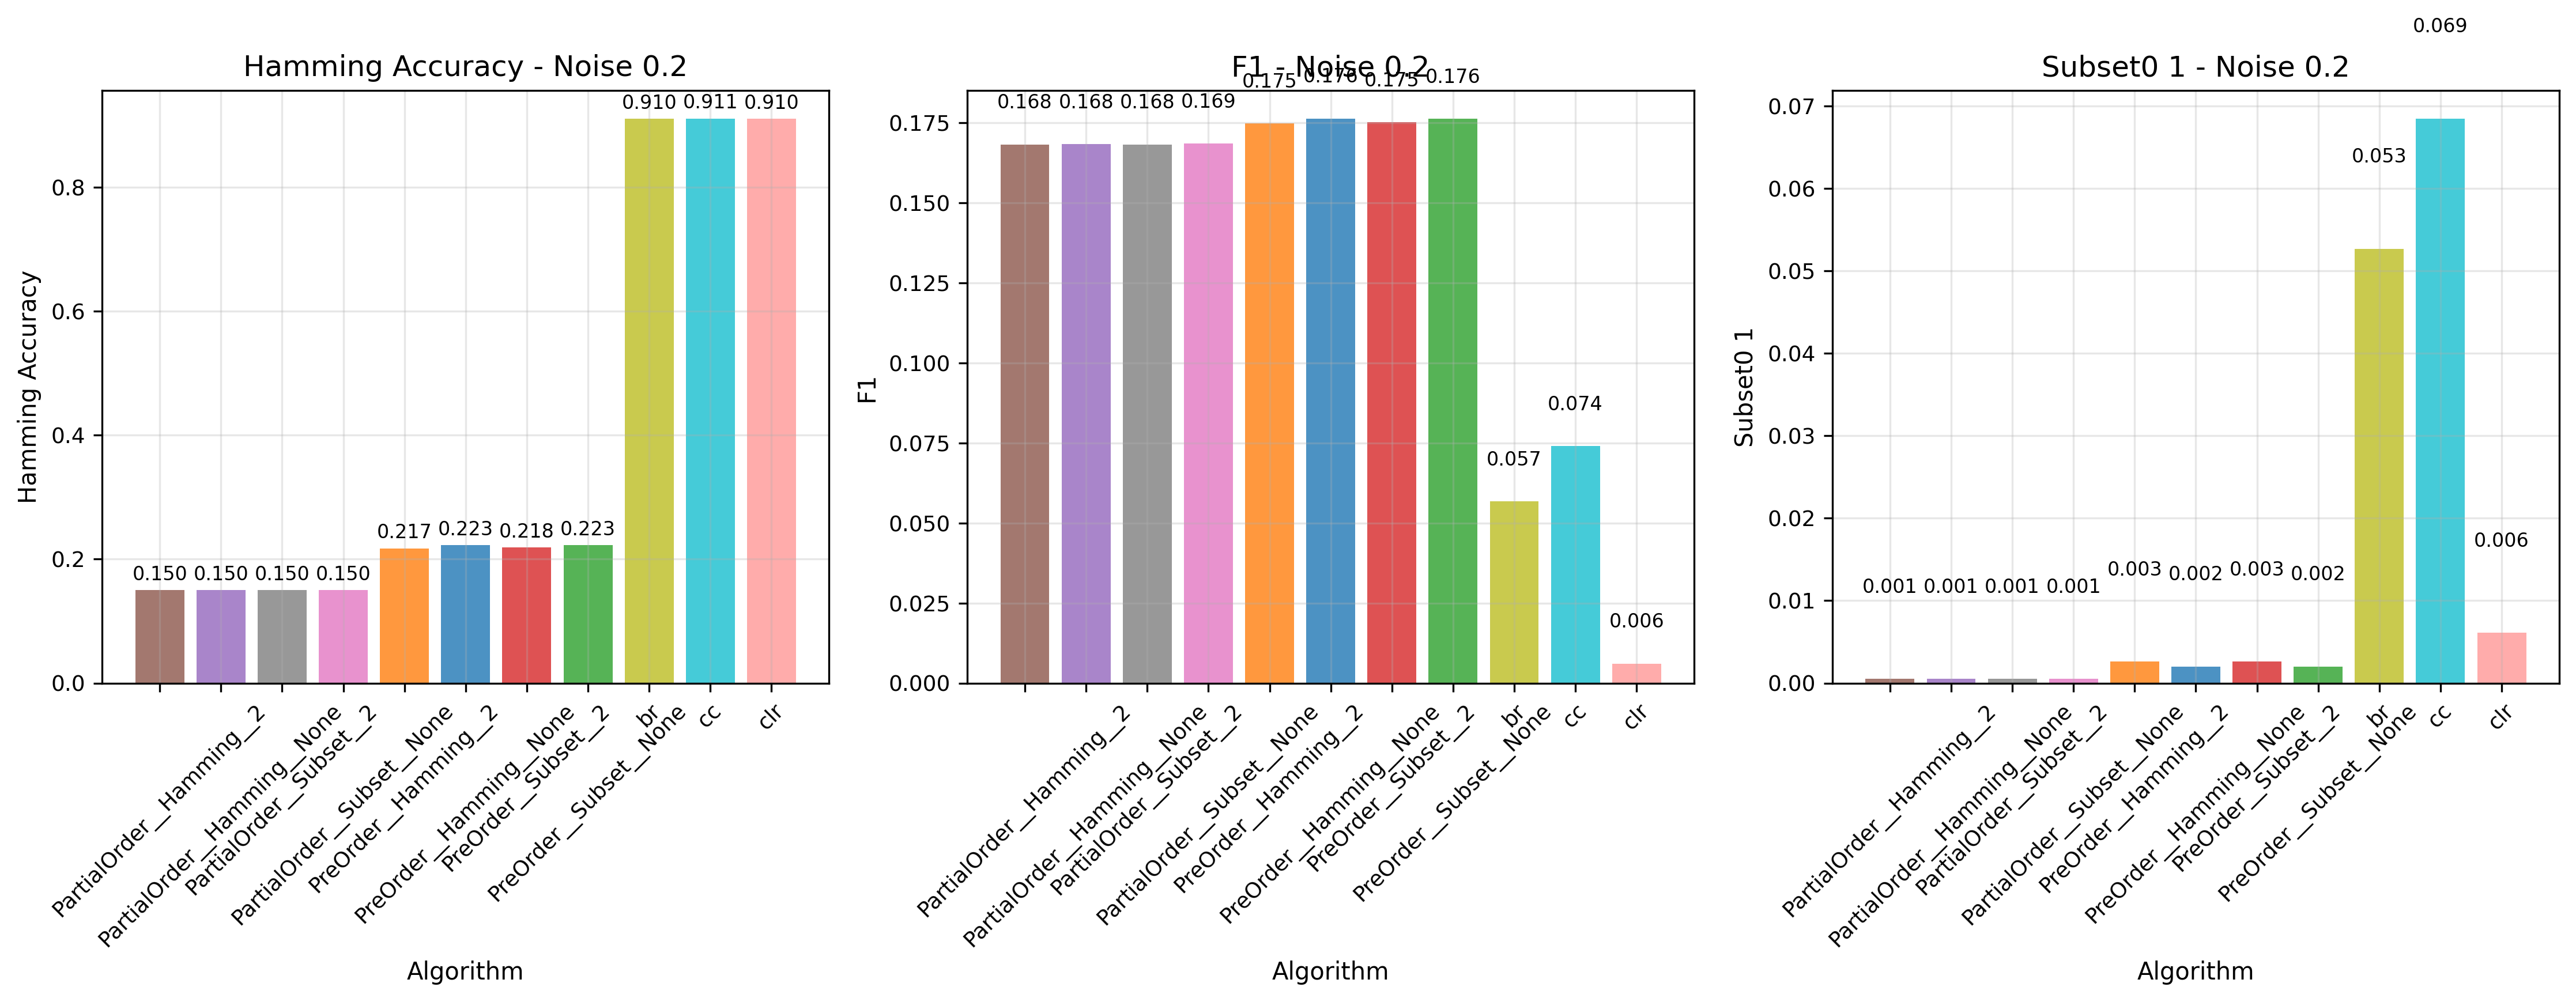 Hamming Accuracy - Noise 0.2
Hamming Accuracy
0.8
0.6
0.4
0.2
0.0
0.150 0.150 0.150 0.150 0.217 0.223 0.218 0.223 0.910 0.911 0.910
PartialOrder__Hamming__2
PartialOrder__Hamming__None
PartialOrder__Subset__2
PartialOrder__Subset__None
PreOrder__Hamming__2
PreOrder__Hamming__None
PreOrder__Subset__2
PreOrder__Subset__None
br
cc
clr
Algorithm
F1 - Noise 0.2
F1
0.175
0.150
0.125
0.100
0.075
0.050
0.025
0.000
0.168 0.168 0.168 0.169 0.175 0.176 0.175 0.176 0.057 0.074 0.006
PartialOrder__Hamming__2
PartialOrder__Hamming__None
PartialOrder__Subset__2
PartialOrder__Subset__None
PreOrder__Hamming__2
PreOrder__Hamming__None
PreOrder__Subset__2
PreOrder__Subset__None
br
cc
clr
Algorithm
Subset0 1 - Noise 0.2
Subset0 1
0.07
0.06
0.05
0.04
0.03
0.02
0.01
0.00
0.001 0.001 0.001 0.001 0.003 0.002 0.003 0.002 0.053 0.069 0.006
PartialOrder__Hamming__2
PartialOrder__Hamming__None
PartialOrder__Subset__2
PartialOrder__Subset__None
PreOrder__Hamming__2
PreOrder__Hamming__None
PreOrder__Subset__2
PreOrder__Subset__None
br
cc
clr
Algorithm